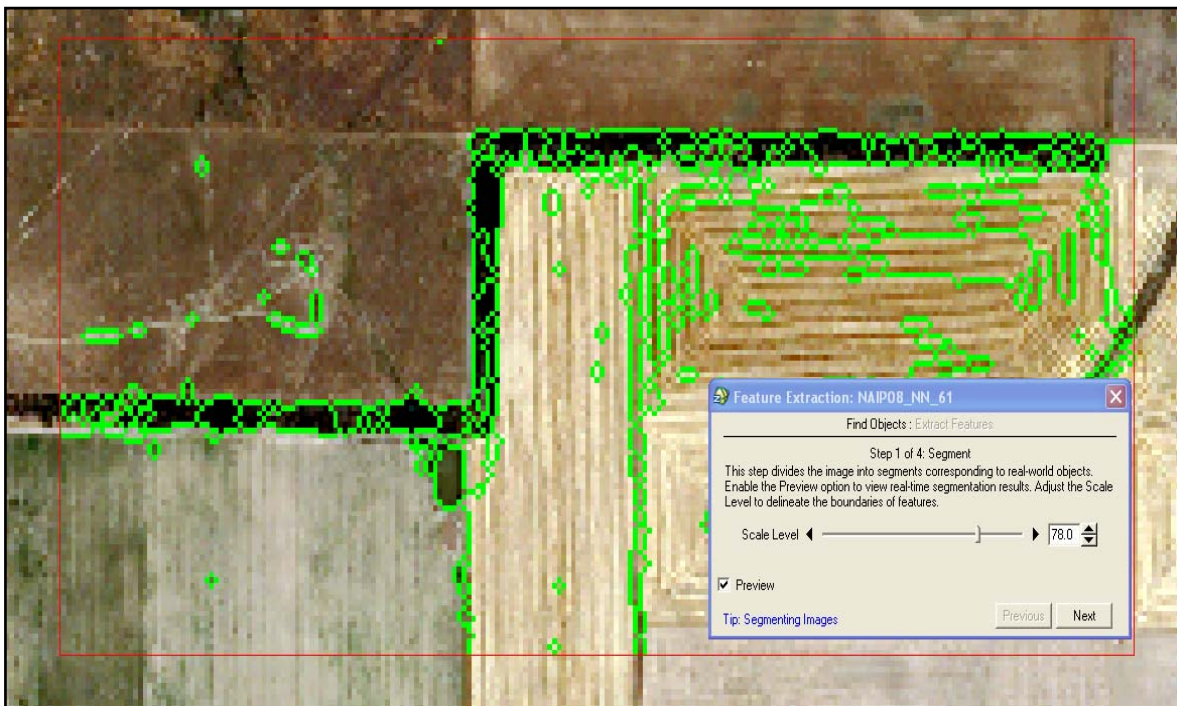 Feature Extraction: NAIP08_NN_61
Find Objects : Extract Features
Step 1 of 4: Segment
This step divides the image into segments corresponding to real-world objects.
Enable the Preview option to view real-time segmentation results. Adjust the Scale
Level to delineate the boundaries of features.
Scale Level 78.0
Preview
Tip: Segmenting Images Previous Next